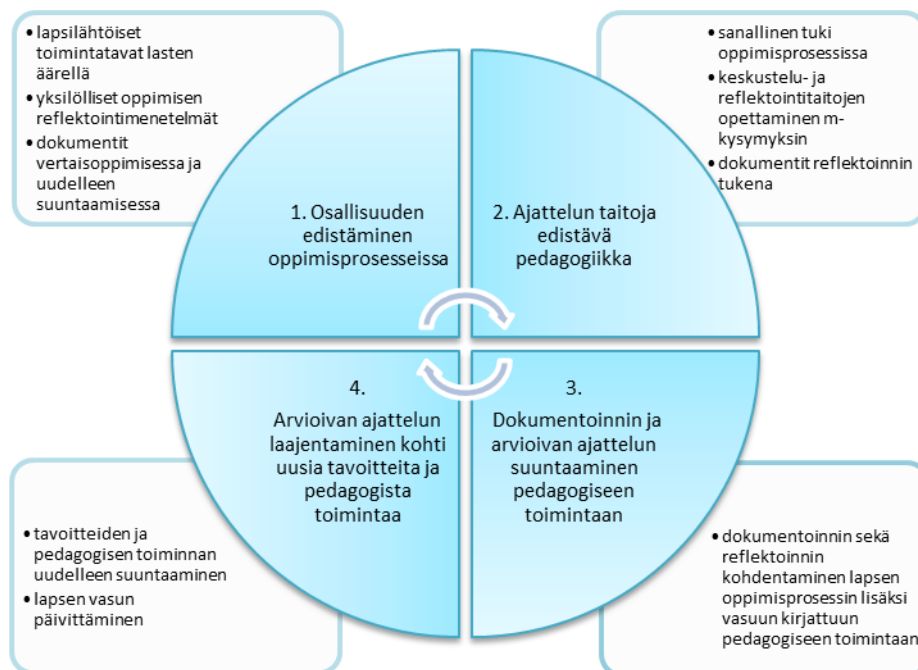 • lapsilähtöiset
toimintatavat lasten
äärellä
• yksilölliset oppimisen
reflektointimenetelmät
• dokumentit
vertaisoppimisessa ja
uudelleen
suuntaamisessa
• sanallinen tuki
oppimisprosessissa
• keskustelu- ja
reflektointitaitojen
opettaminen m-
kysymyksin
• dokumentit reflektoinnin
tukena
1. Osallisuuden
edistäminen
oppimisprosesseissa
2. Ajattelun taitoja
edistävä
pedagogiikka
4.
Arvioivan ajattelun
laajentaminen kohti
uusia tavoitteita ja
pedagogista
toimintaa
3.
Dokumentoinnin ja
arvioivan ajattelun
suuntaaminen
pedagogiseen
toimintaan
• tavoitteiden ja
pedagogisen toiminnan
uudelleen suuntaaminen
• lapsen vasun
päivittäminen
• dokumentoinnin sekä
reflektoinnin
kohdentaminen lapsen
oppimisprosessin lisäksi
vasuun kirjattuun
pedagogiseen toimintaan